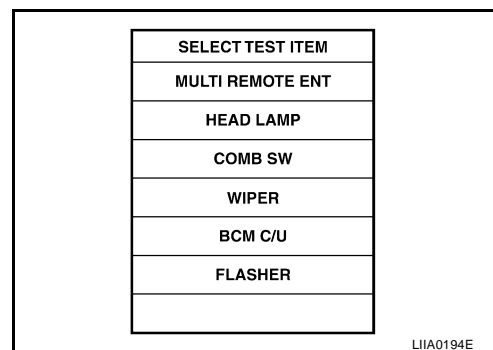 SELECT TEST ITEM
MULTI REMOTE ENT
HEAD LAMP
COMB SW
WIPER
BCM C/U
FLASHER
LIIA0194E